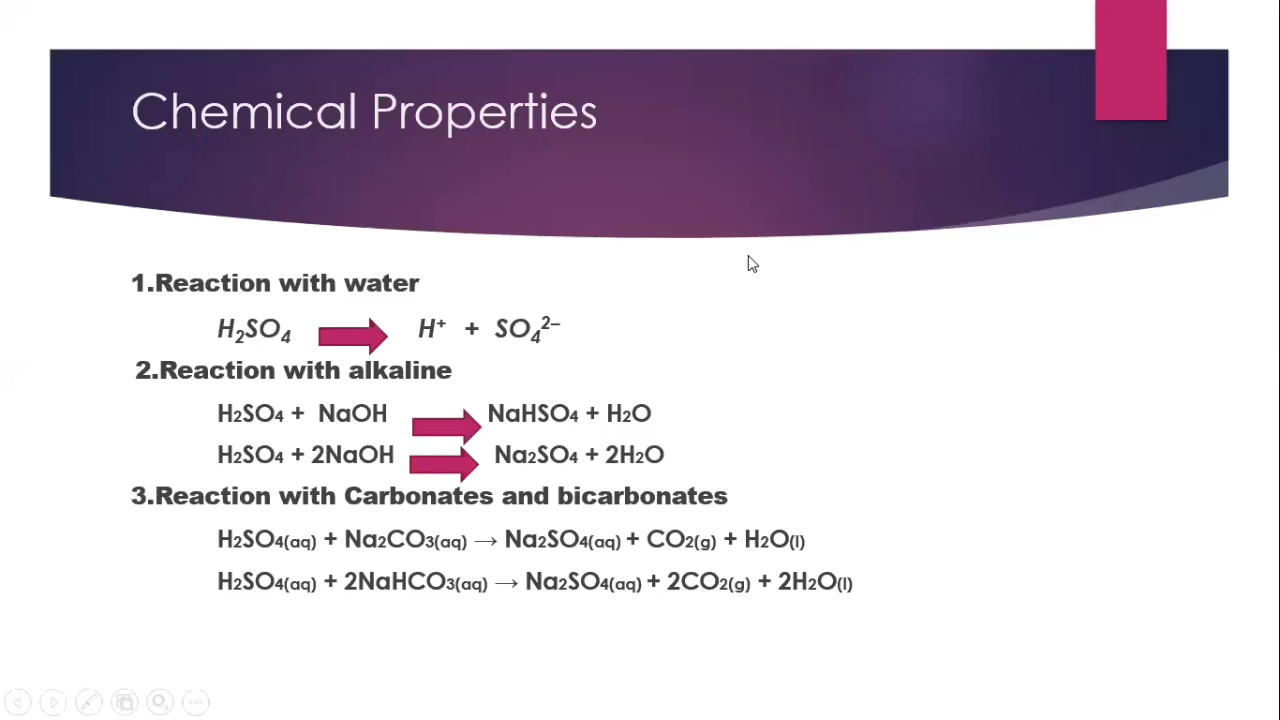 Chemical Properties
1.Reaction with water
H₂SO₄ H⁺ + SO₄²⁻
2.Reaction with alkaline
H₂SO₄ + NaOH NaHSO₄ + H₂O
H₂SO₄ + 2NaOH Na₂SO₄ + 2H₂O
3.Reaction with Carbonates and bicarbonates
H₂SO₄(aq) + Na₂CO₃(aq) → Na₂SO₄(aq) + CO₂(g) + H₂O(l)
H₂SO₄(aq) + 2NaHCO₃(aq) → Na₂SO₄(aq) + 2CO₂(g) + 2H₂O(l)